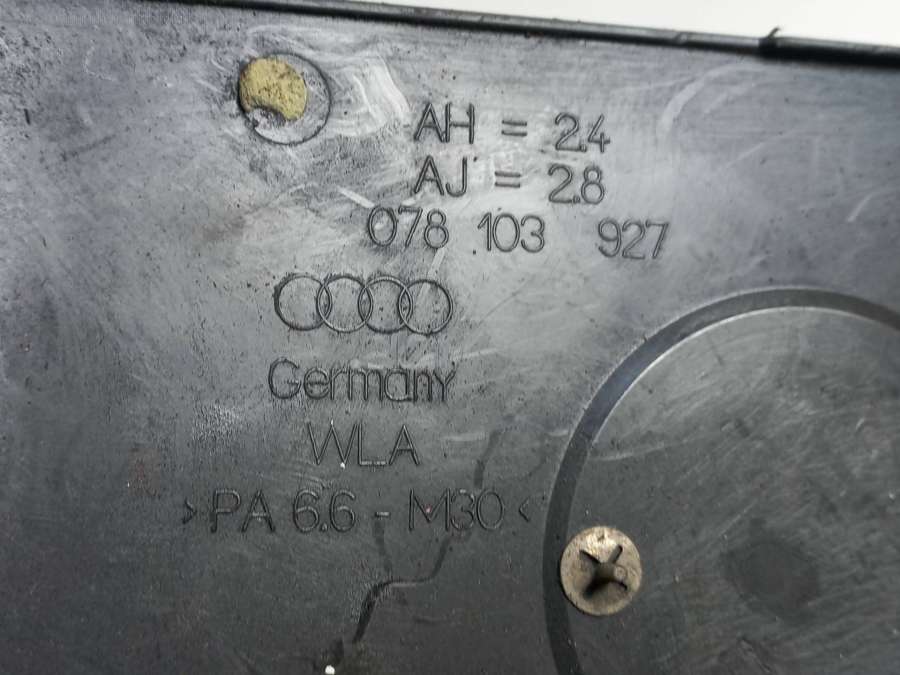 AH = 2.4
AJ = 2.8
078 103 927
Germany
WLA
>PA 6.6 - M30<